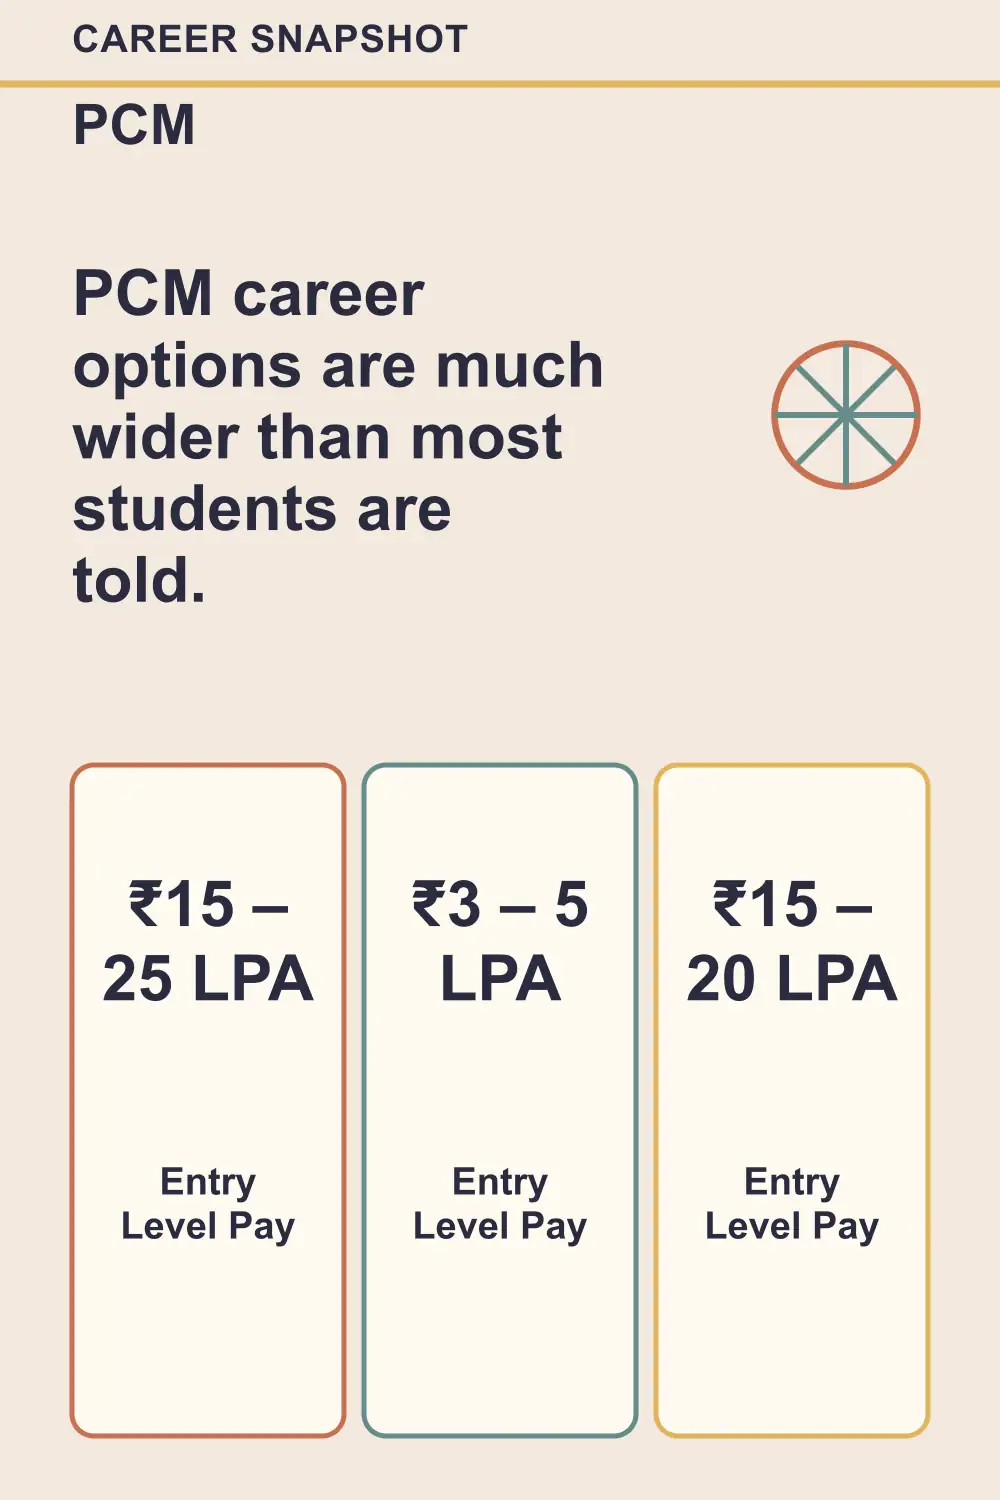 CAREER SNAPSHOT
PCM
PCM career
options are much
wider than most
students are
told.
₹15 –
25 LPA
Entry
Level Pay
₹3 – 5
LPA
Entry
Level Pay
₹15 –
20 LPA
Entry
Level Pay